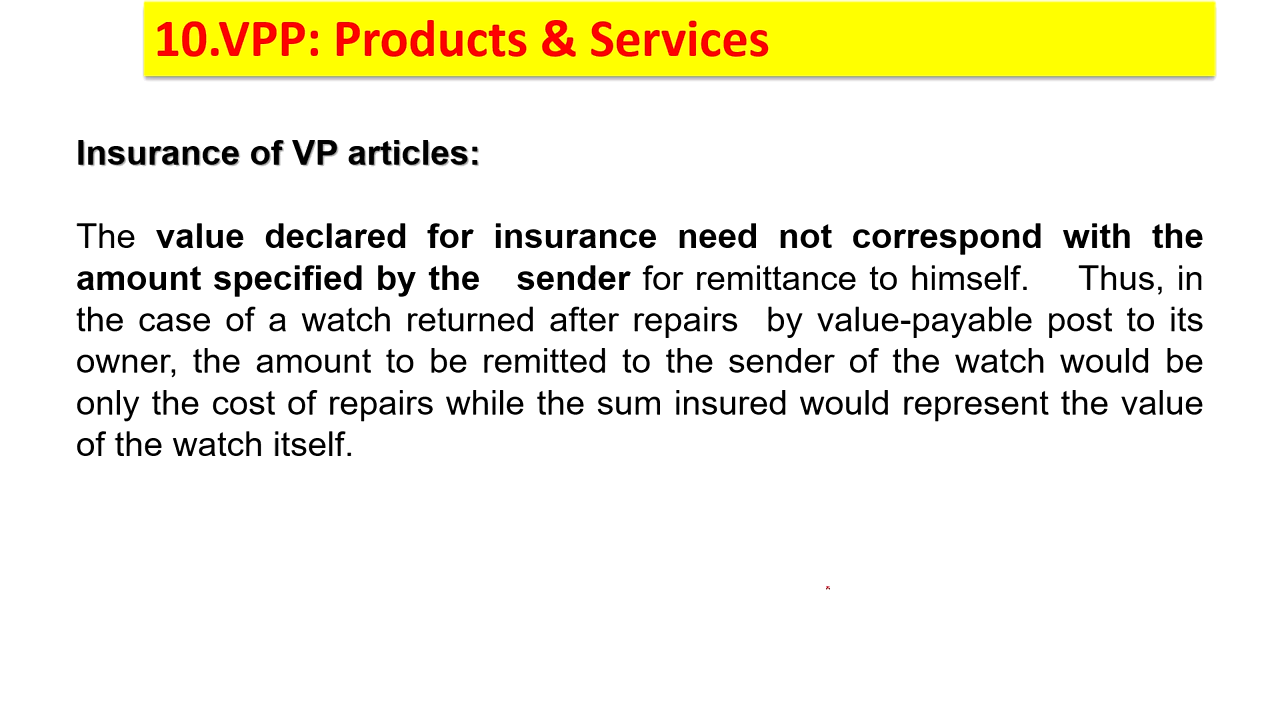 10.VPP: Products & Services
Insurance of VP articles:
The value declared for insurance need not correspond with the
amount specified by the sender for remittance to himself. Thus, in
the case of a watch returned after repairs by value-payable post to its
owner, the amount to be remitted to the sender of the watch would be
only the cost of repairs while the sum insured would represent the value
of the watch itself.